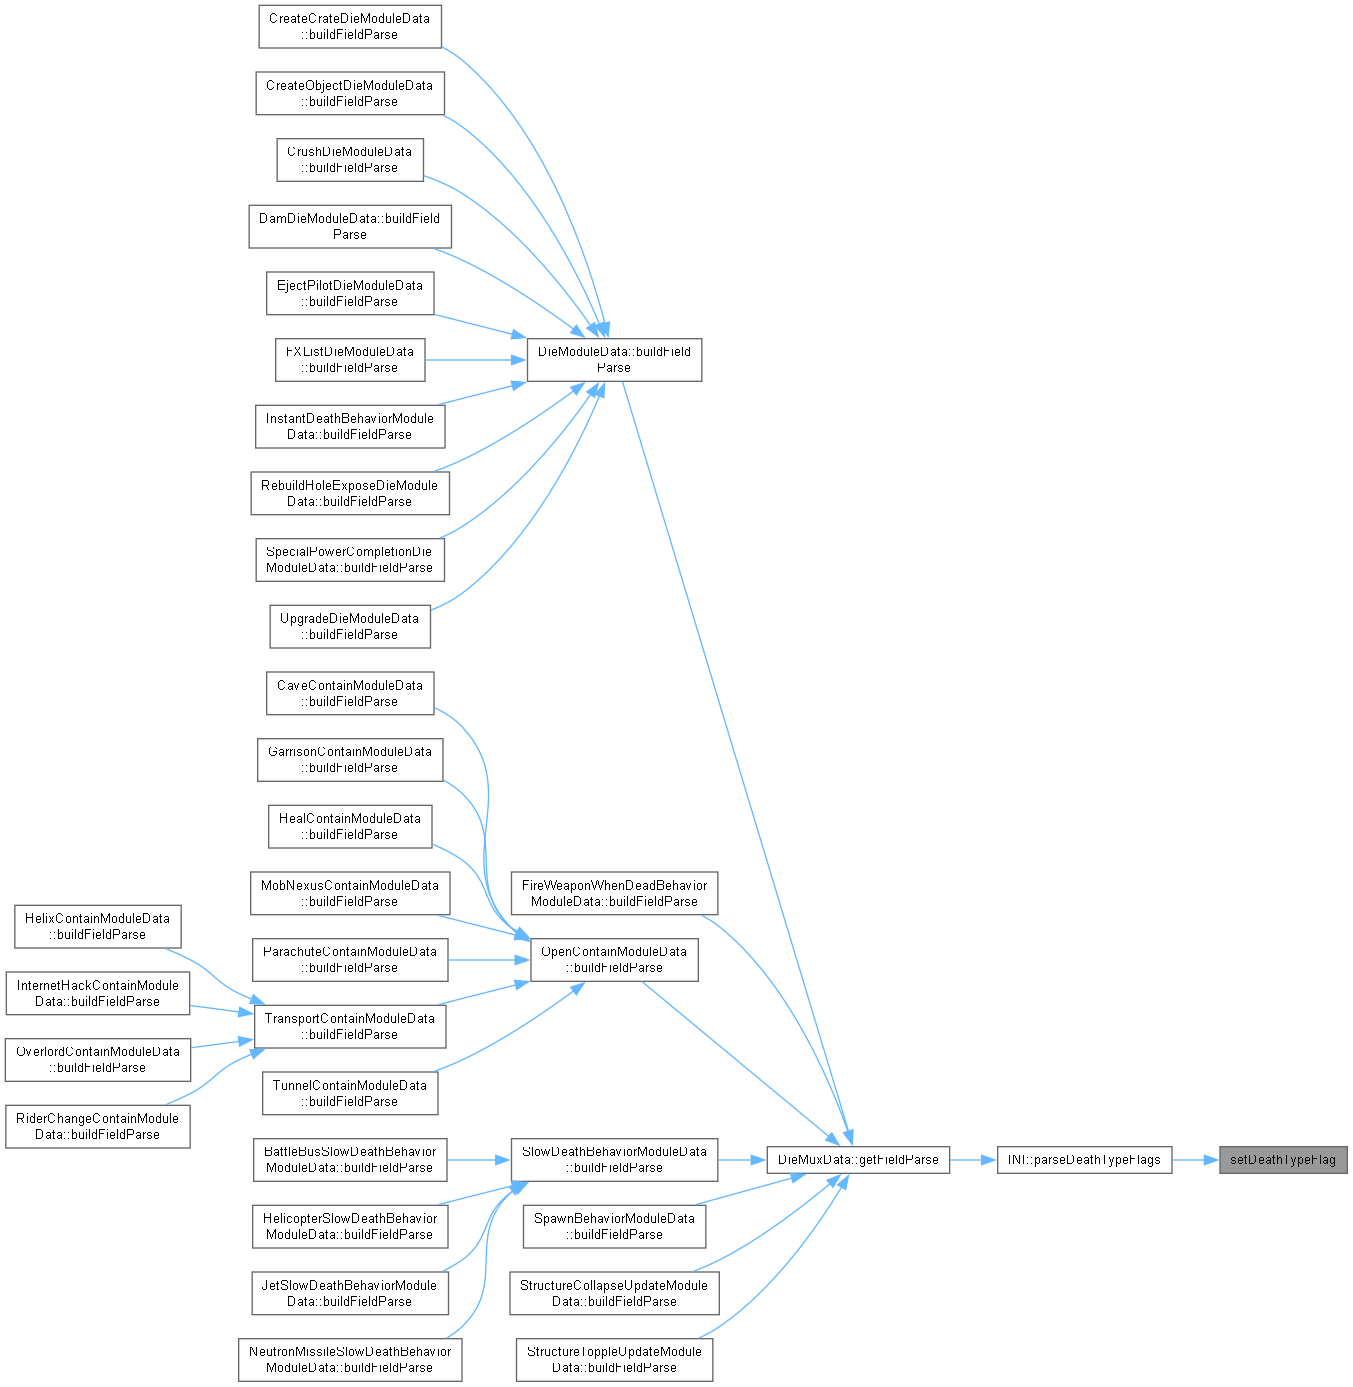 CreateCrateDieModuleData
::buildFieldParse
CreateObjectDieModuleData
::buildFieldParse
CrushDieModuleData
::buildFieldParse
DamDieModuleData::buildField
Parse
EjectPilotDieModuleData
::buildFieldParse
FXListDieModuleData
::buildFieldParse
DieModuleData::buildField
Parse
InstantDeathBehaviorModule
Data::buildFieldParse
RebuildHoleExposeDieModule
Data::buildFieldParse
SpecialPowerCompletionDie
ModuleData::buildFieldParse
UpgradeDieModuleData
::buildFieldParse
CaveContainModuleData
::buildFieldParse
GarrisonContainModuleData
::buildFieldParse
HealContainModuleData
::buildFieldParse
MobNexusContainModuleData
::buildFieldParse
FireWeaponWhenDeadBehavior
ModuleData::buildFieldParse
HelixContainModuleData
::buildFieldParse
ParachuteContainModuleData
::buildFieldParse
OpenContainModuleData
::buildFieldParse
InternetHackContainModule
Data::buildFieldParse
TransportContainModuleData
::buildFieldParse
OverlordContainModuleData
::buildFieldParse
TunnelContainModuleData
::buildFieldParse
RiderChangeContainModule
Data::buildFieldParse
BattleBusSlowDeathBehavior
ModuleData::buildFieldParse
SlowDeathBehaviorModuleData
::buildFieldParse
DieMuxData::getFieldParse
INI::parseDeathTypeFlags
setDeathTypeFlag
HelicopterSlowDeathBehavior
ModuleData::buildFieldParse
SpawnBehaviorModuleData
::buildFieldParse
JetSlowDeathBehaviorModule
Data::buildFieldParse
StructureCollapseUpdateModule
Data::buildFieldParse
NeutronMissileSlowDeathBehavior
ModuleData::buildFieldParse
StructureToppleUpdateModule
Data::buildFieldParse